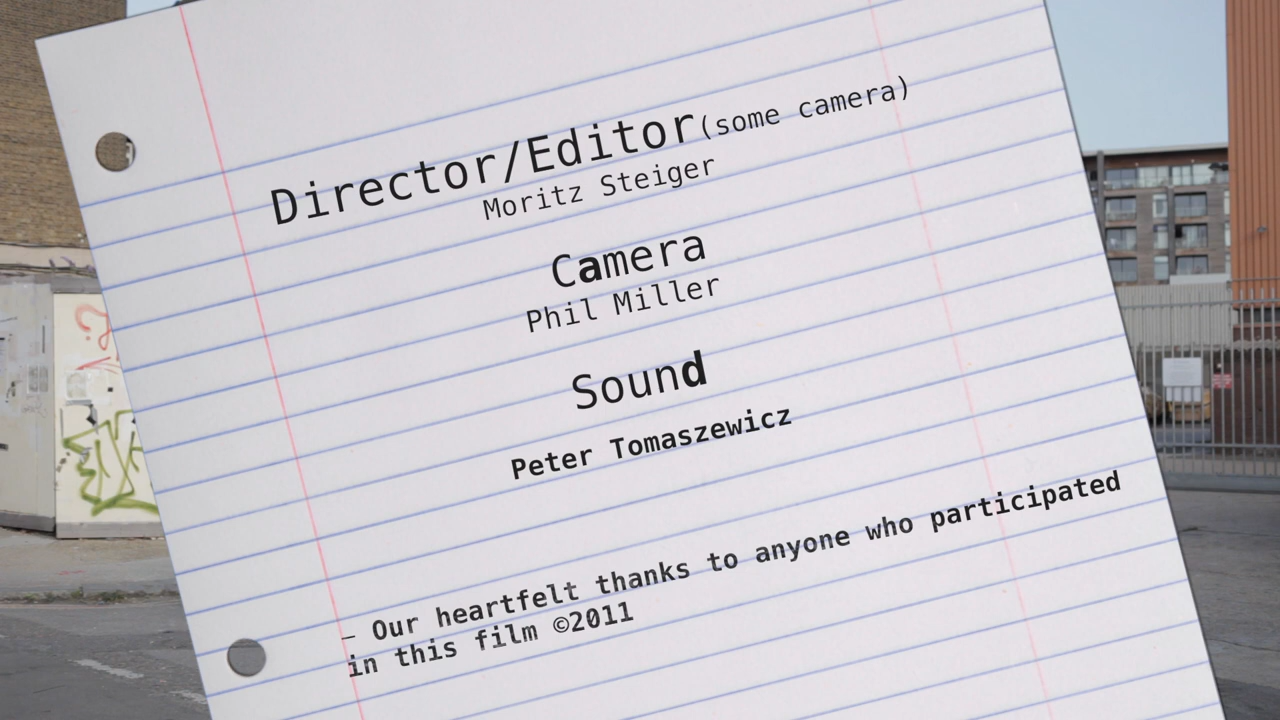 Director/Editor(some camera)
Moritz Steiger
Camera
Phil Miller
Sound
Peter Tomaszewicz
– Our heartfelt thanks to anyone who participated
in this film ©2011